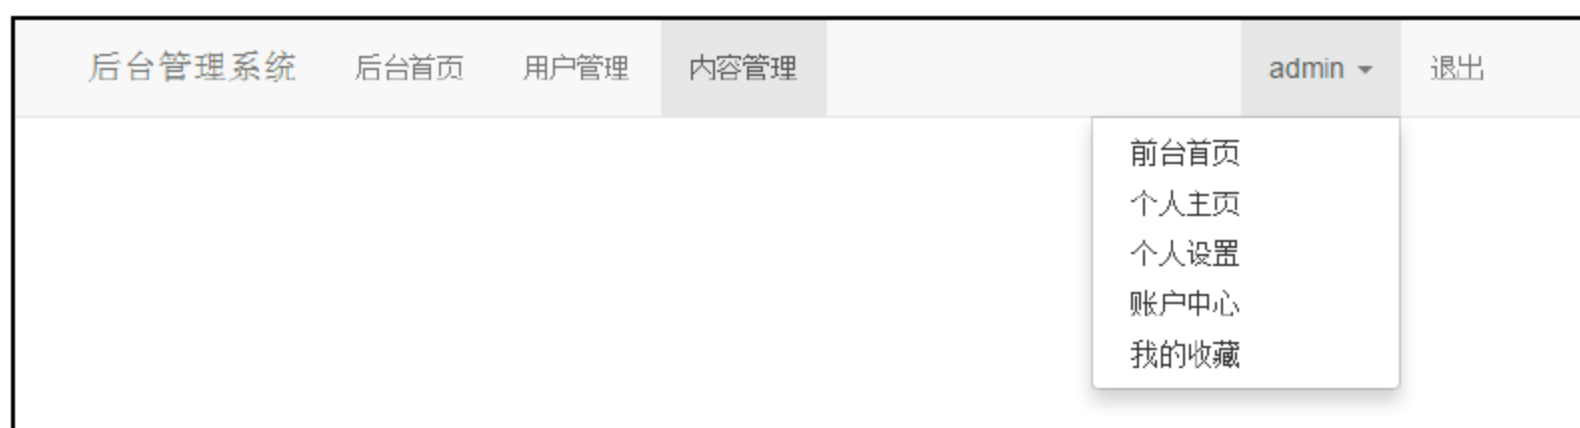 后台管理系统 后台首页 用户管理 内容管理 admin 退出
前台首页
个人主页
个人设置
账户中心
我的收藏